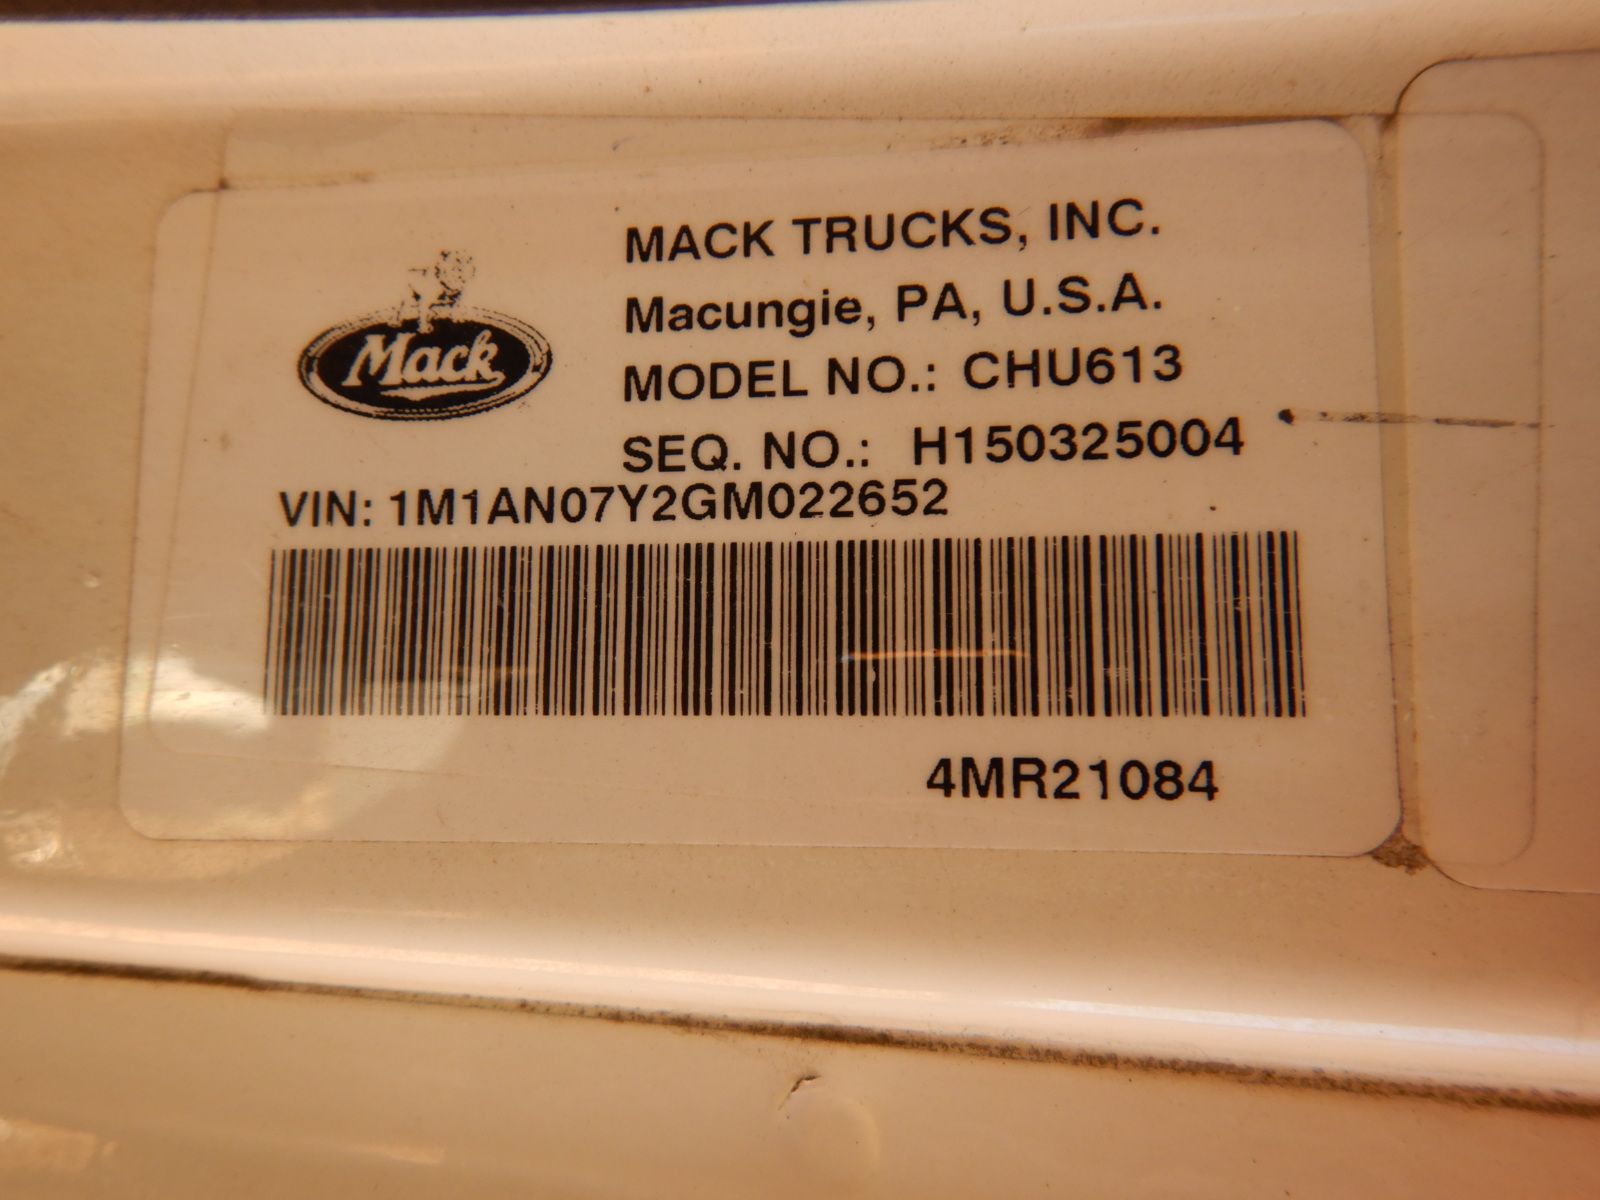 Mack
MACK TRUCKS, INC.
Macungie, PA, U.S.A.
MODEL NO.: CHU613
SEQ. NO.: H150325004
VIN: 1M1AN07Y2GM022652
4MR21084